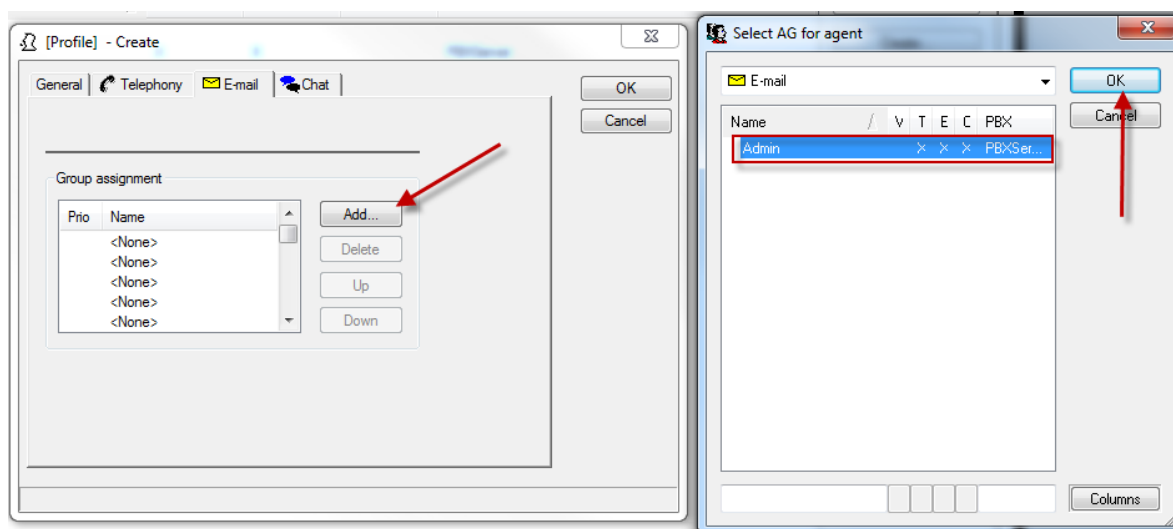 [Profile] - Create
General Telephony E-mail Chat
OK
Cancel
Group assignment
Prio Name
<None>
<None>
<None>
<None>
<None>
Add...
Delete
Up
Down
Select AG for agent
E-mail
OK
Cancel
Name / V T E C PBX
Admin × × × PBXSer...
Columns